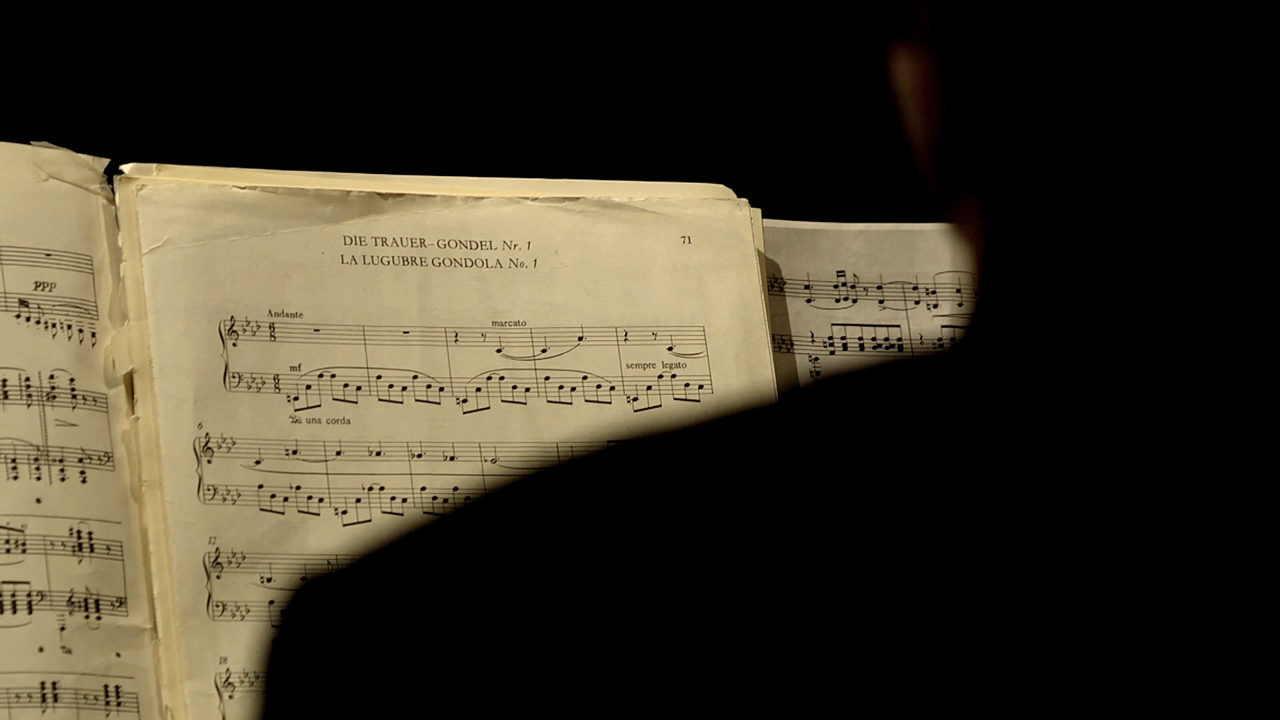 DIE TRAUER-GONDEL Nr. 1
71
LA LUGUBRE GONDOLA No. 1
ppp
Andante
marcato
mf
sempre legato
una corda
6
12
18